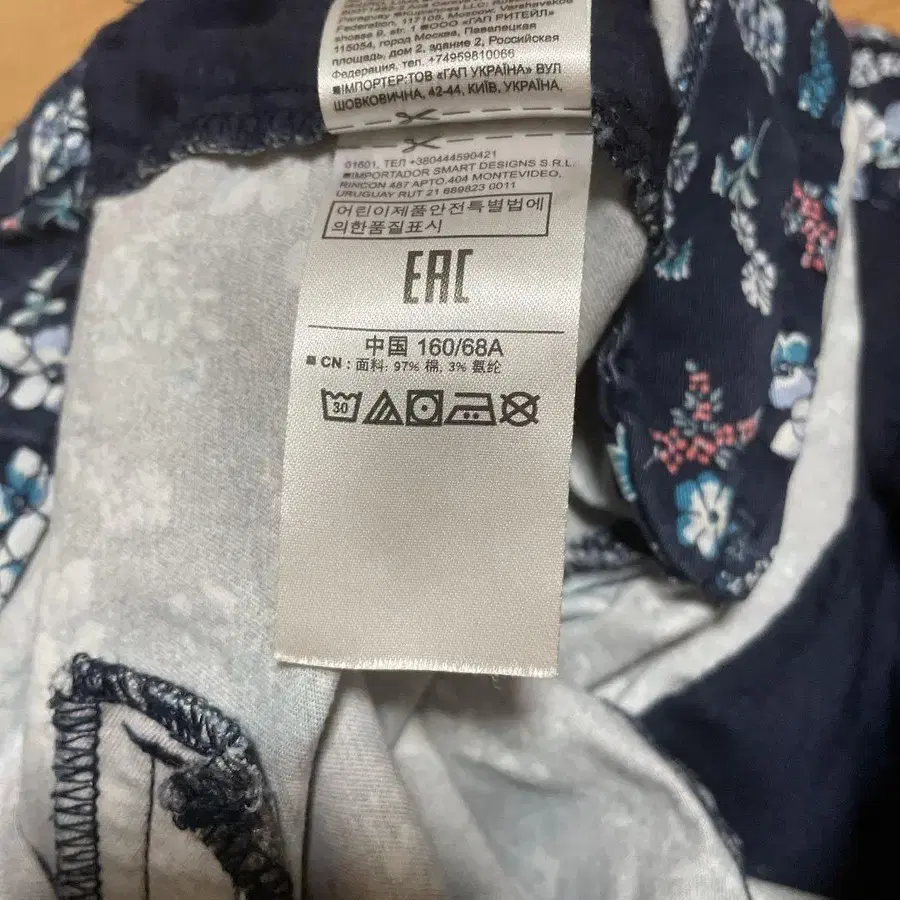 Paraguay
Federation, 117105, Moscow, Varshavskoe
shosse 9, str. 1 ■ООО «ГАП РИТЕЙЛ»
115054, город Москва, Павелецкая
площадь, дом 2, здание 2, Российская
Федерация, тел. +74959810066
■ІМПОРТЕР:ТОВ «ГАП УКРАЇНА» ВУЛ
ШОВКОВИЧНА, 42-44, КИЇВ, УКРАЇНА,
01601, ТЕЛ +380444590421
■IMPORTADOR SMART DESIGNS S.R.L.
RINCON 487 APTO.404 MONTEVIDEO,
URUGUAY RUT 21 689823 0011
어린이제품안전특별법에
의한품질표시
EAC
中国 160/68A
■ CN : 面料: 97% 棉, 3% 氨纶
30